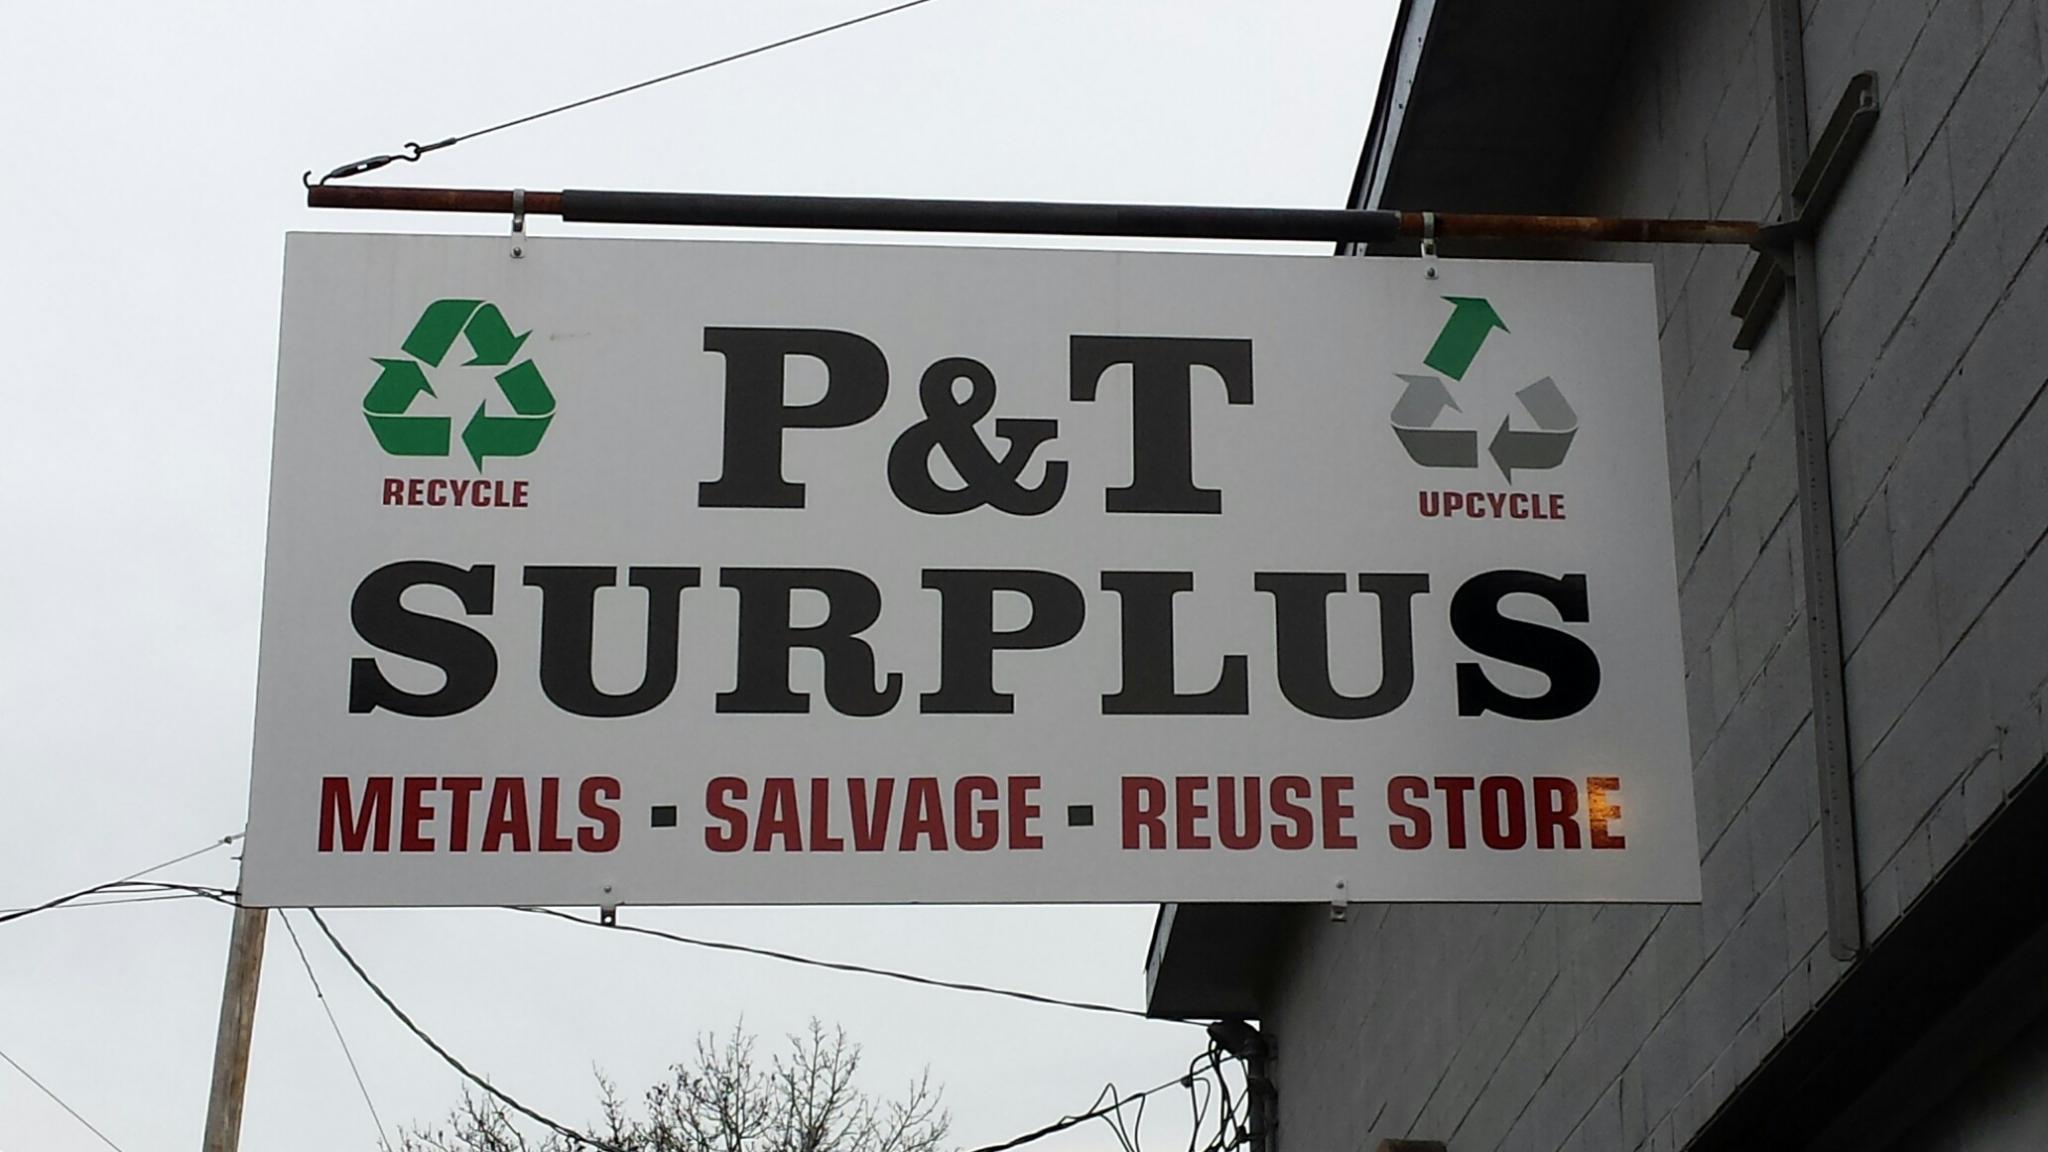 P&T
RECYCLE
UPCYCLE
SURPLUS
METALS ▪ SALVAGE ▪ REUSE STORE